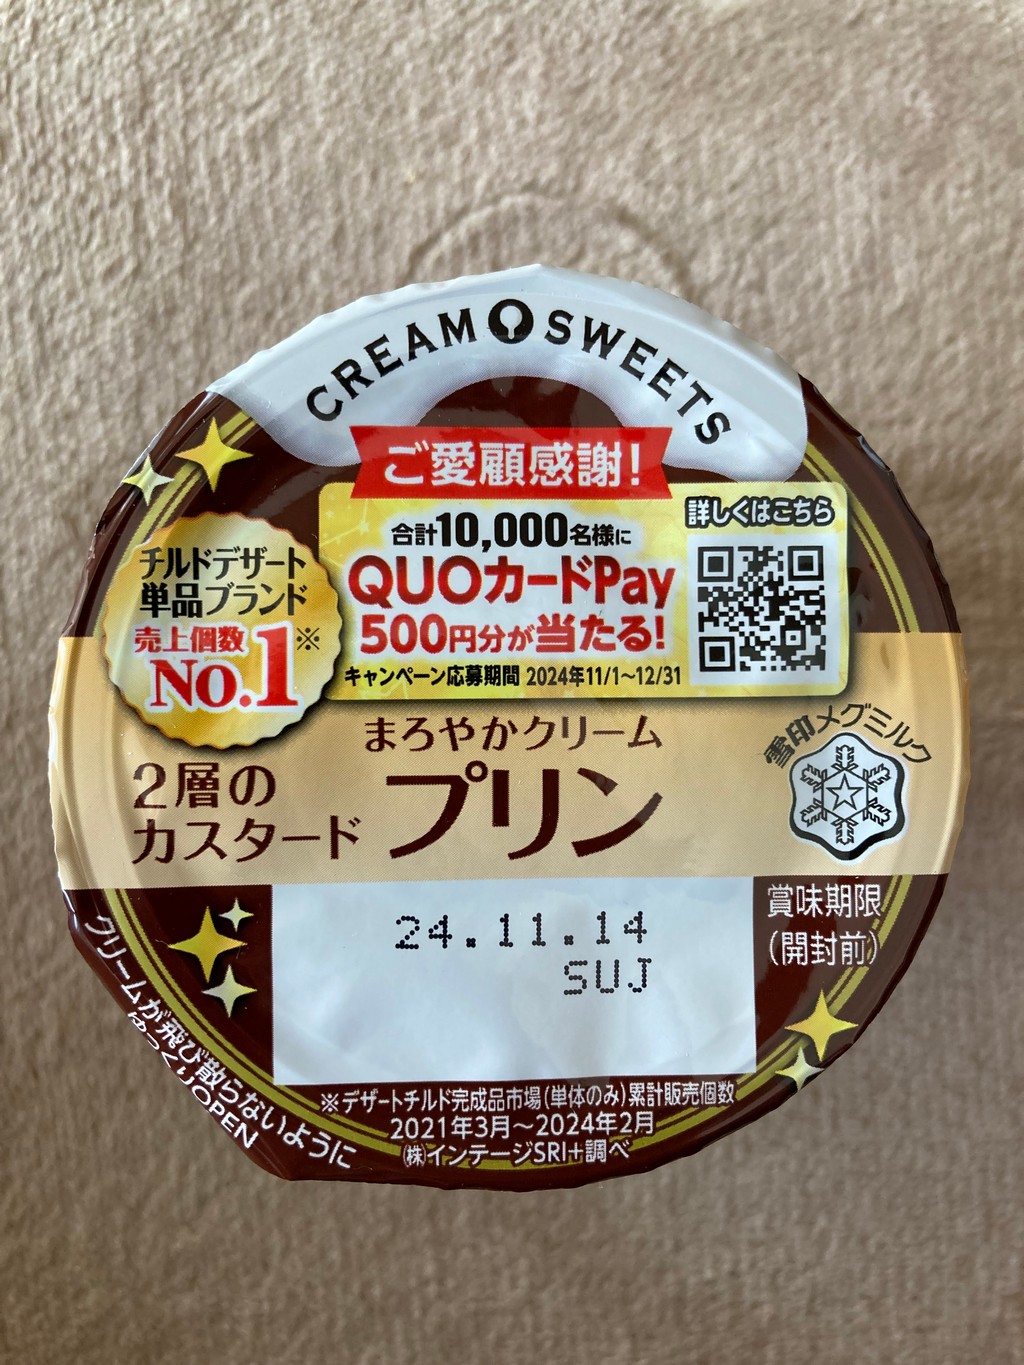 CREAM SWEETS
ご愛顧感謝!
合計10,000名様に
QUOカードPay
500円分が当たる!
キャンペーン応募期間 2024年11/1~12/31
詳しくはこちら
チルドデザート
単品ブランド
売上個数※
No.1
まろやかクリーム
2層の
カスタード
プリン
雪印メグミルク
24.11.14
SUJ
賞味期限
(開封前)
クリームが飛び散らないように
ゆっくりOPEN
※デザートチルド完成品市場(単体のみ)累計販売個数
2021年3月~2024年2月
㈱インテージSRI+調べ